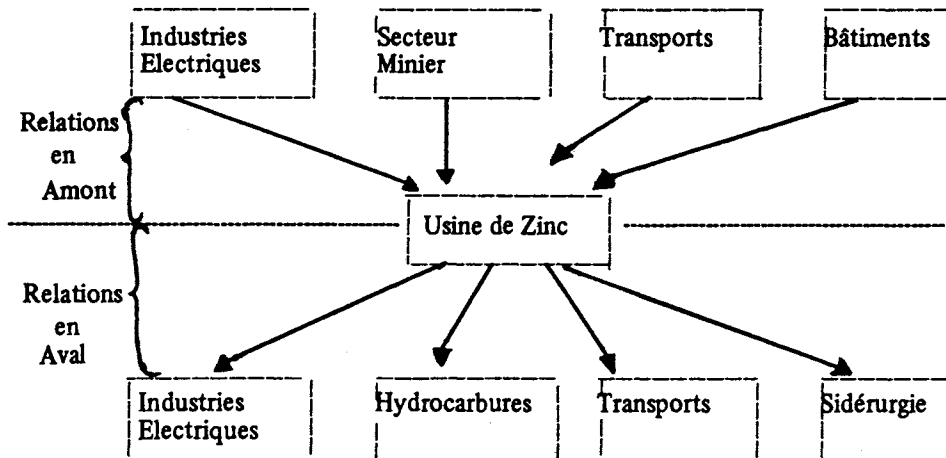 Industries
Electriques
Secteur
Minier
Transports
Bâtiments
Relations
en
Amont
Usine de Zinc
Relations
en
Aval
Industries
Electriques
Hydrocarbures
Transports
Sidérurgie